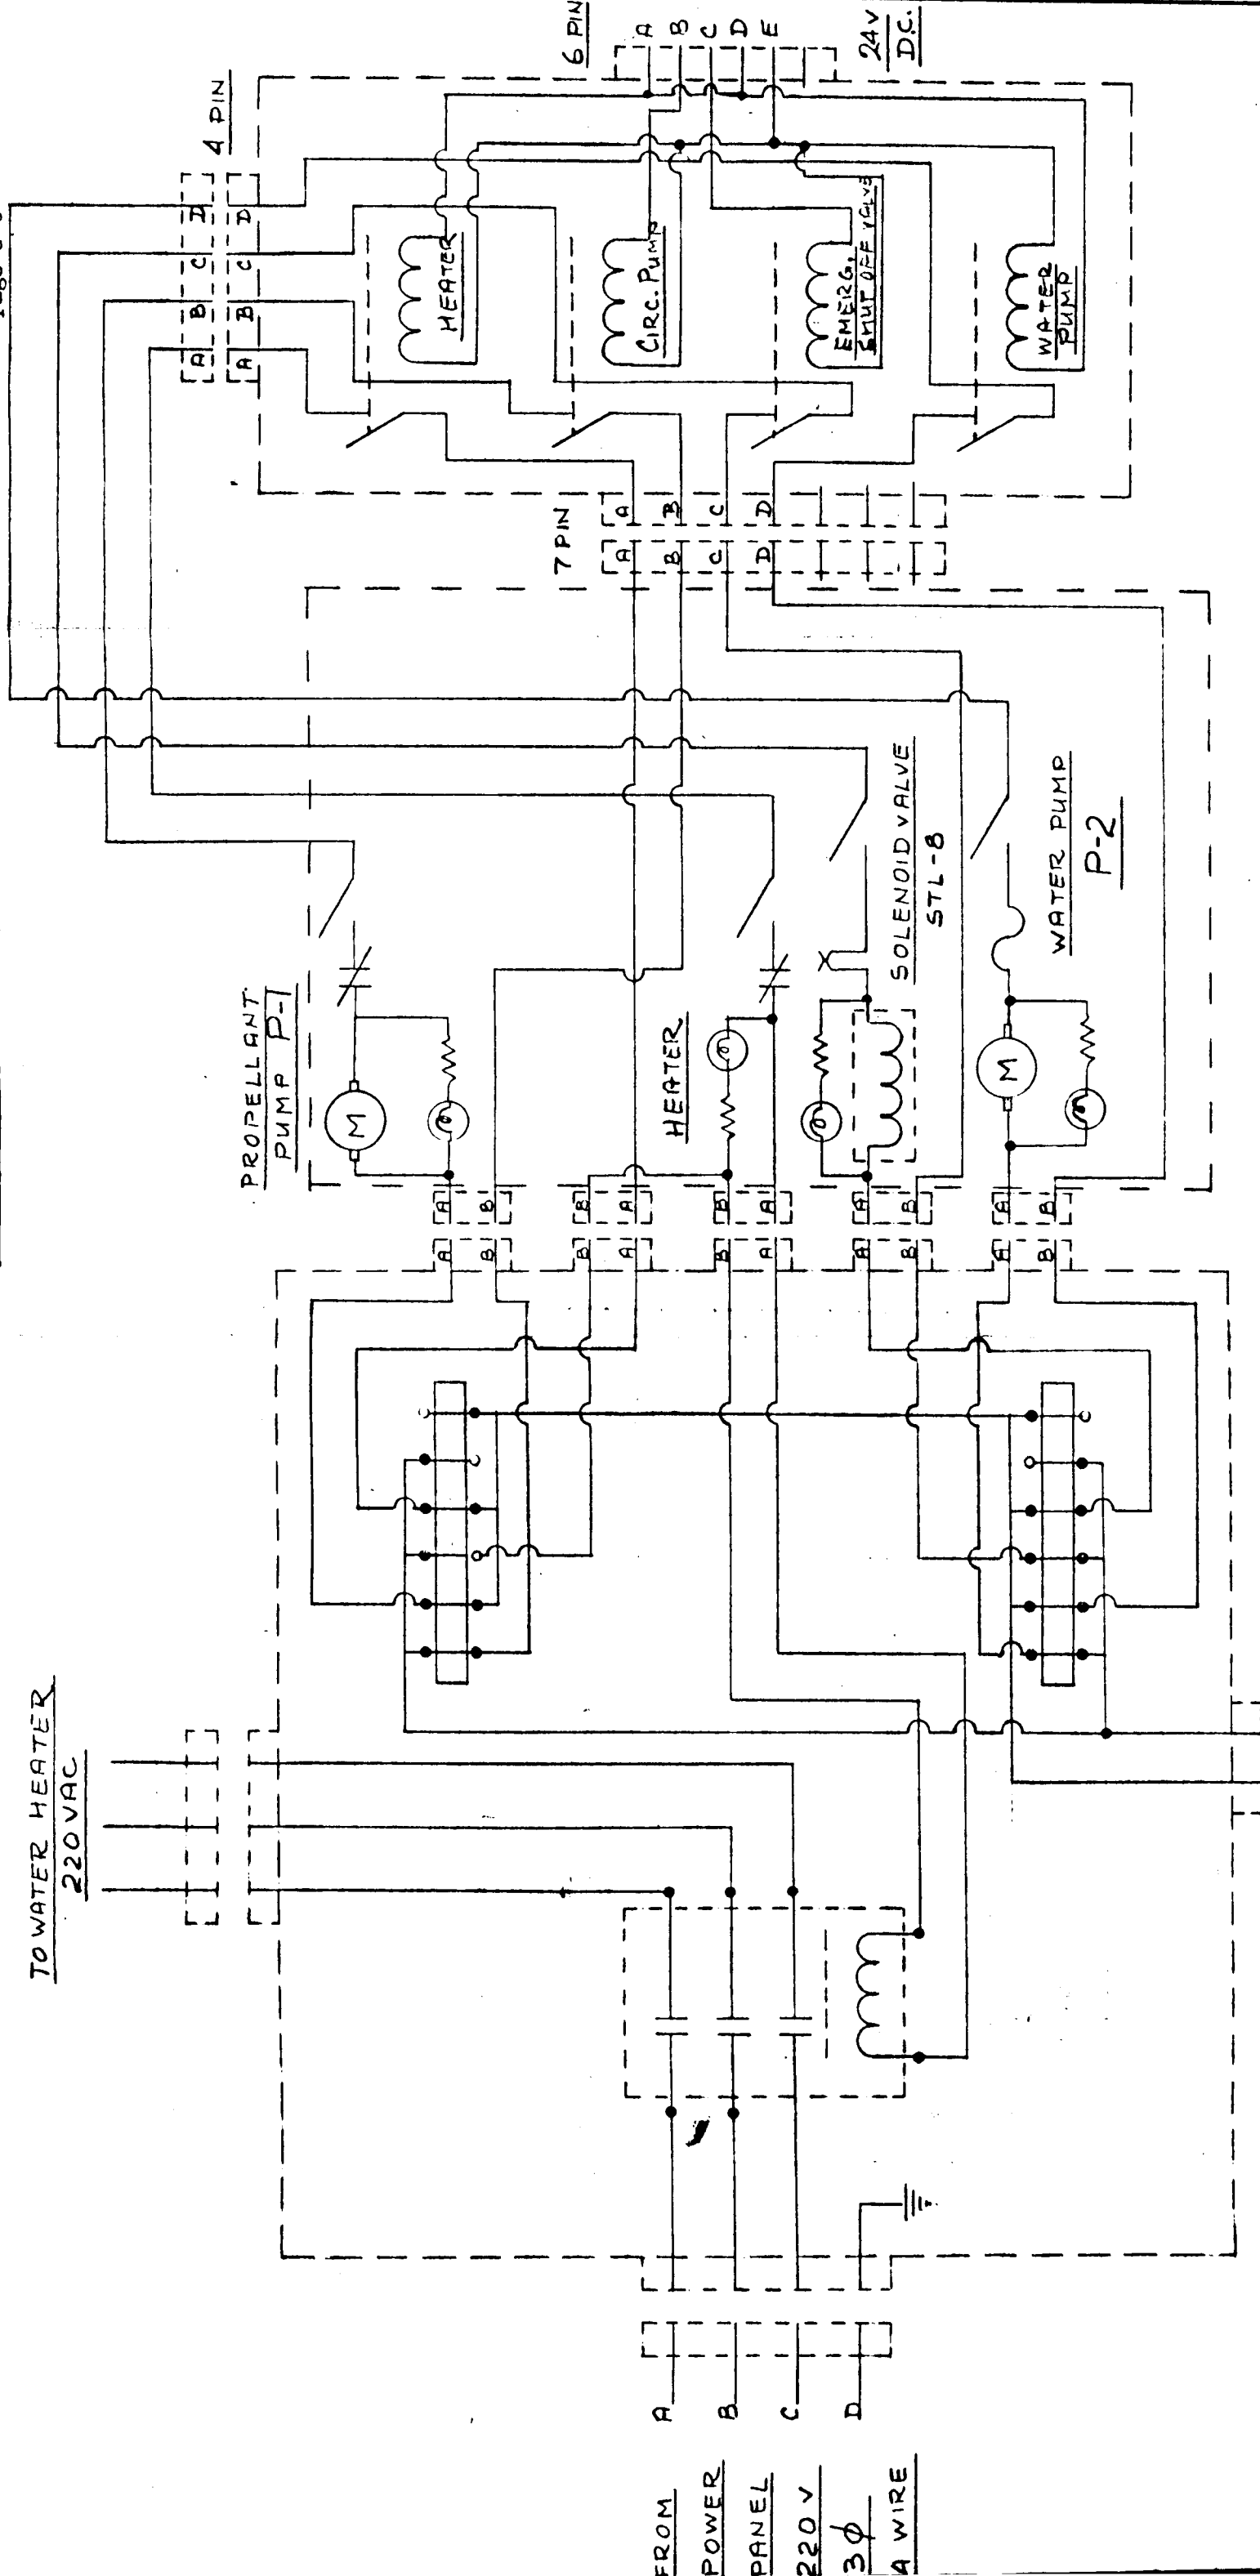 TO WATER HEATER
220 VAC
FROM
POWER
PANEL
220 V
3Ø
4 WIRE
A
B
C
D
PROPELLANT
PUMP P-1
M
HEATER
SOLENOID VALVE
STL-8
WATER PUMP
P-2
M
A
B
B
A
B
A
A
B
A
B
A
B
B
A
B
A
A
B
A
B
4 PIN
A B C D
A B C D
7 PIN
A
B
C
D
A
B
C
D
HEATER
CIRC. PUMP
EMERG.
SHUT OFF VALVE
WATER
PUMP
6 PIN
A
B
C
D
E
24V
D.C.